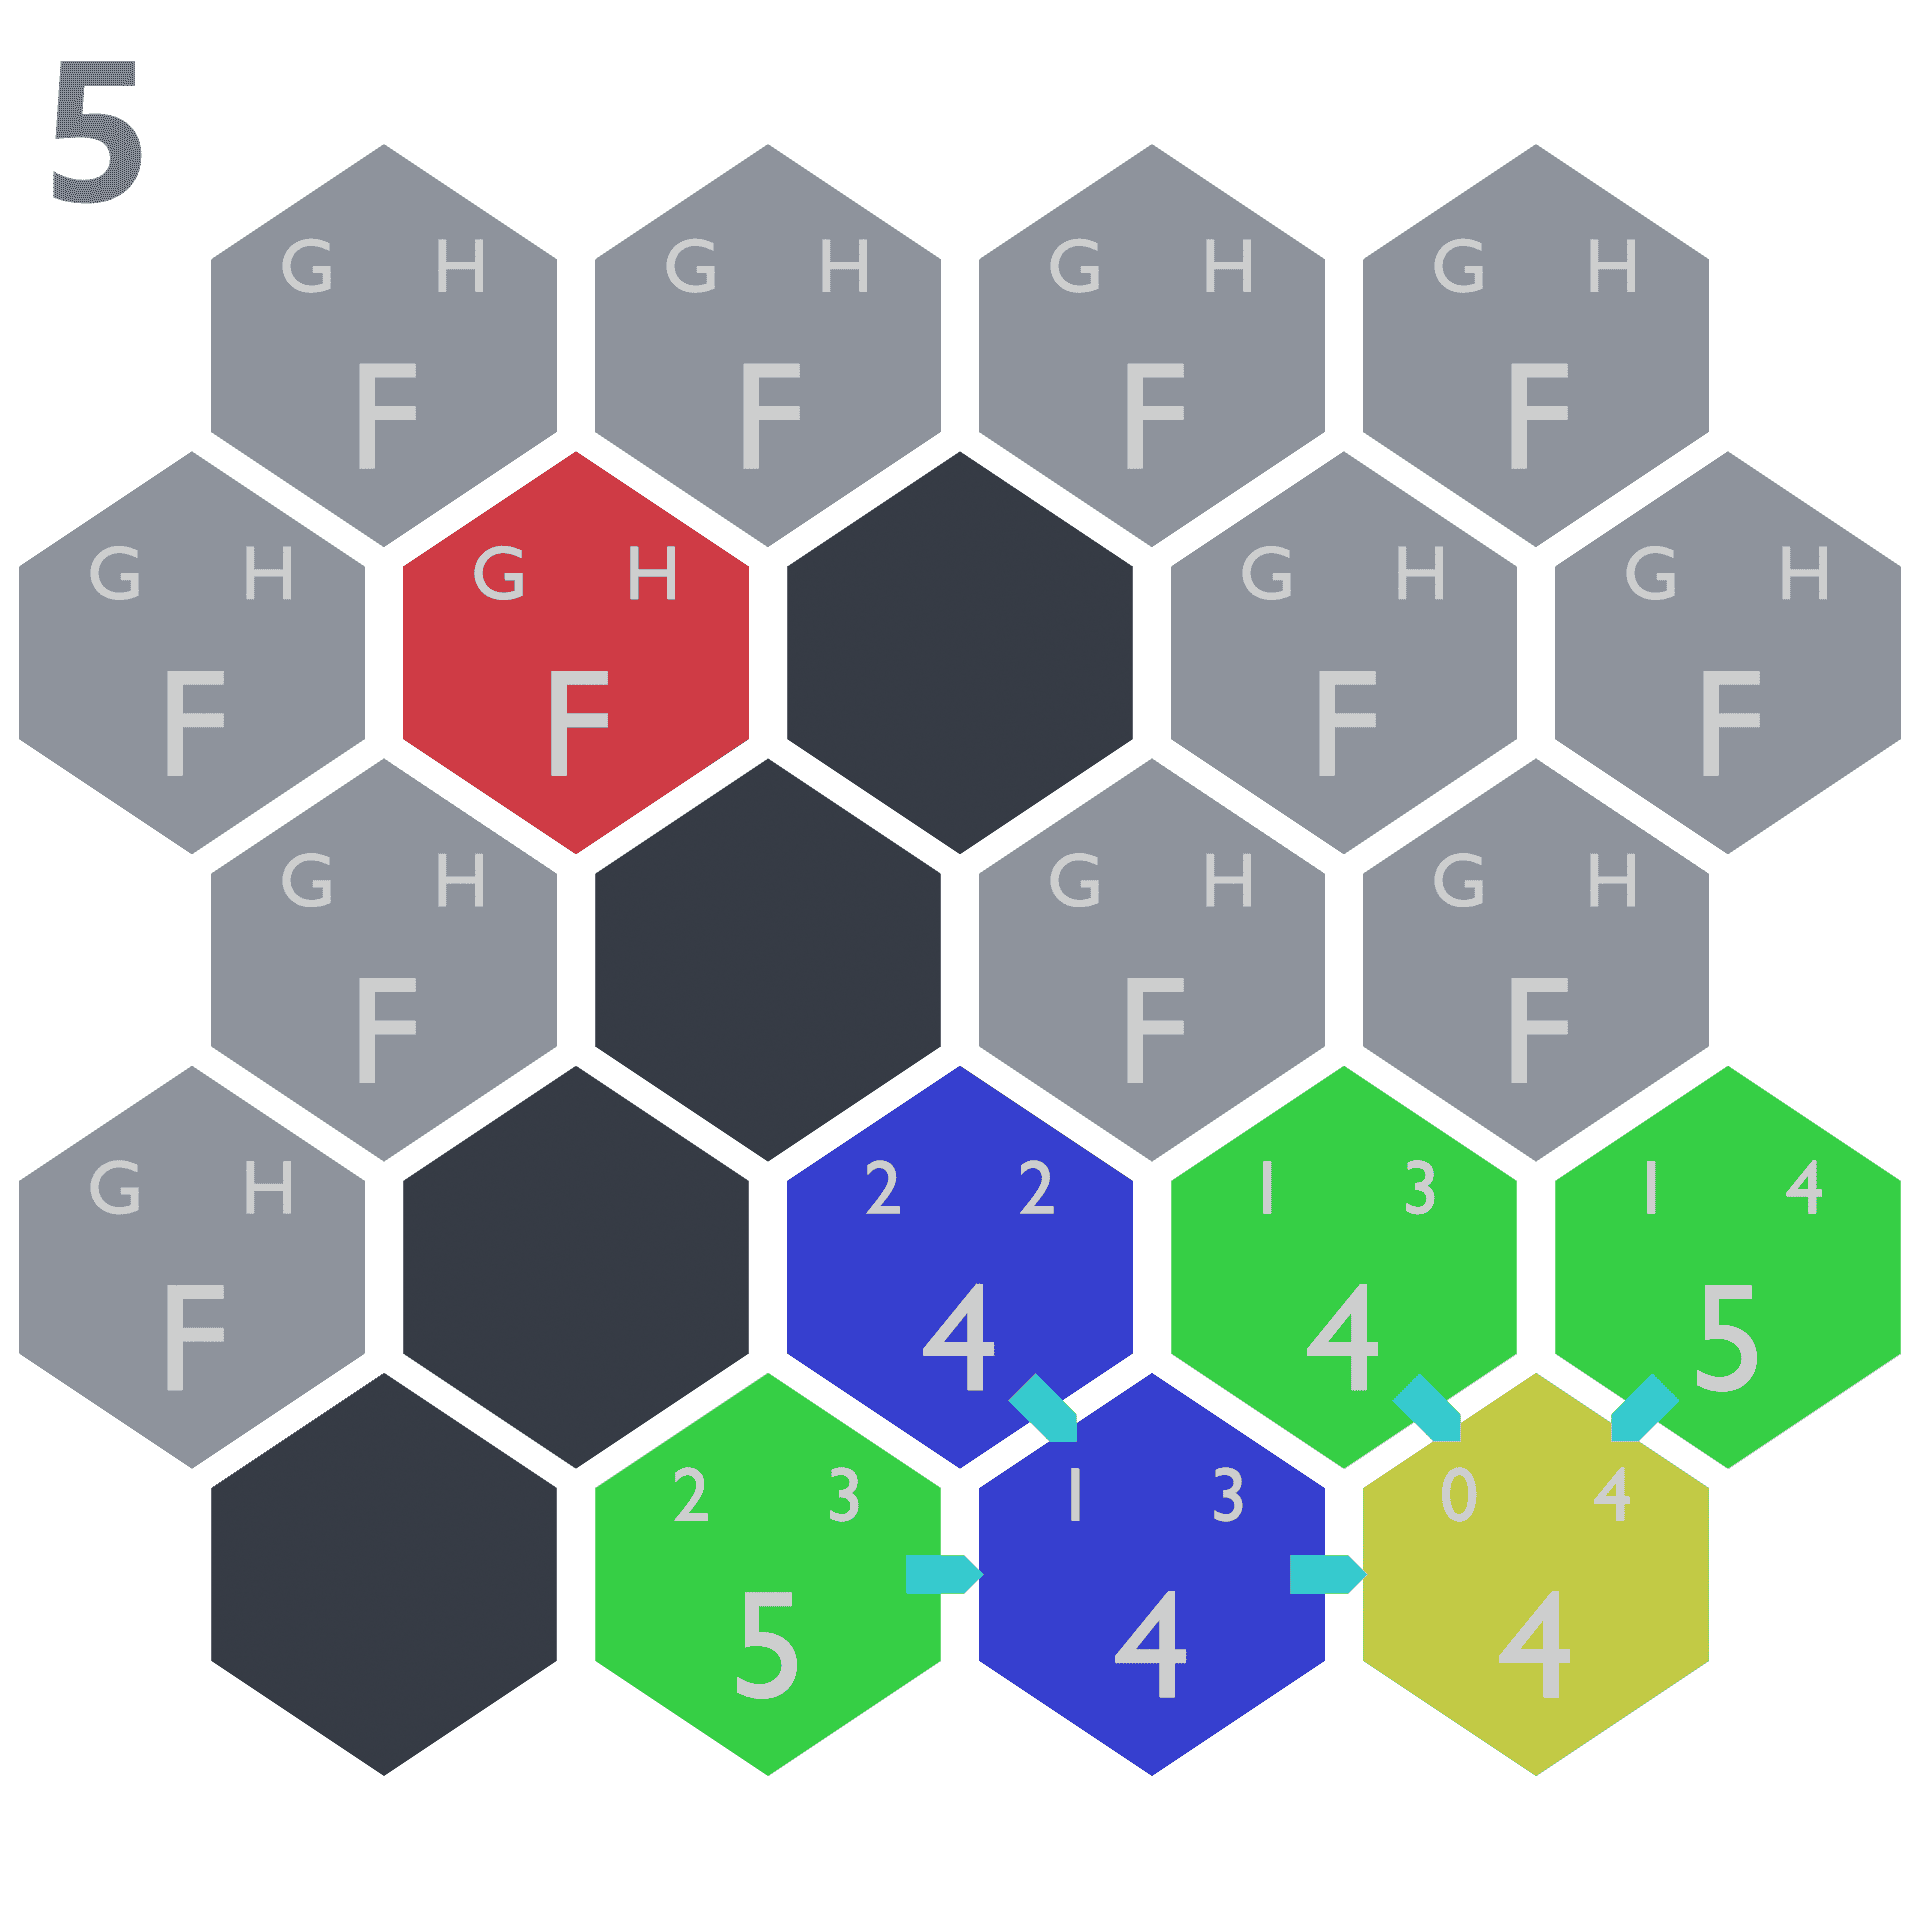 5
G H G H G H G H
F F F F
G H G H G H G H
F F F F
G H G H G H
F F F
G H 2 2 1 3 1 4
F 4 4 5
2 3 1 3 0 4
5 4 4